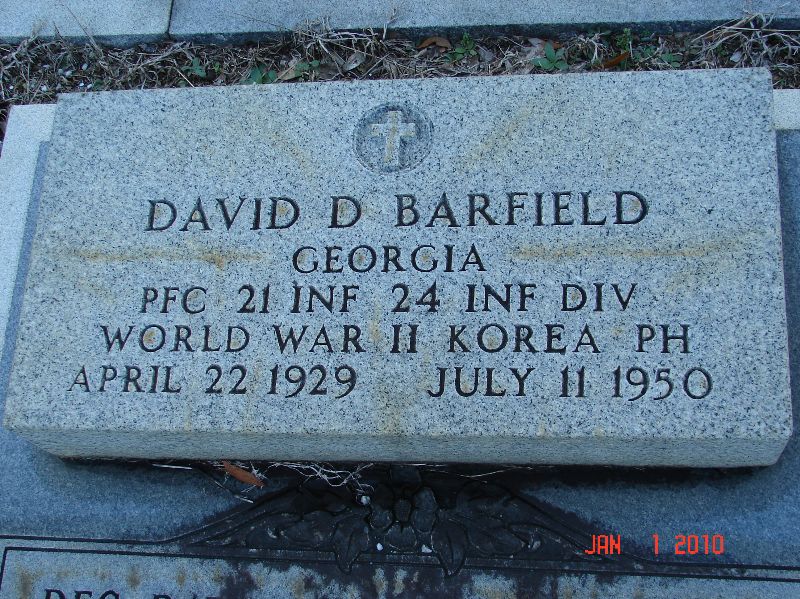 DAVID D BARFIELD
GEORGIA
PFC 21 INF 24 INF DIV
WORLD WAR II KOREA PH
APRIL 22 1929 JULY 11 1950
JAN 1 2010